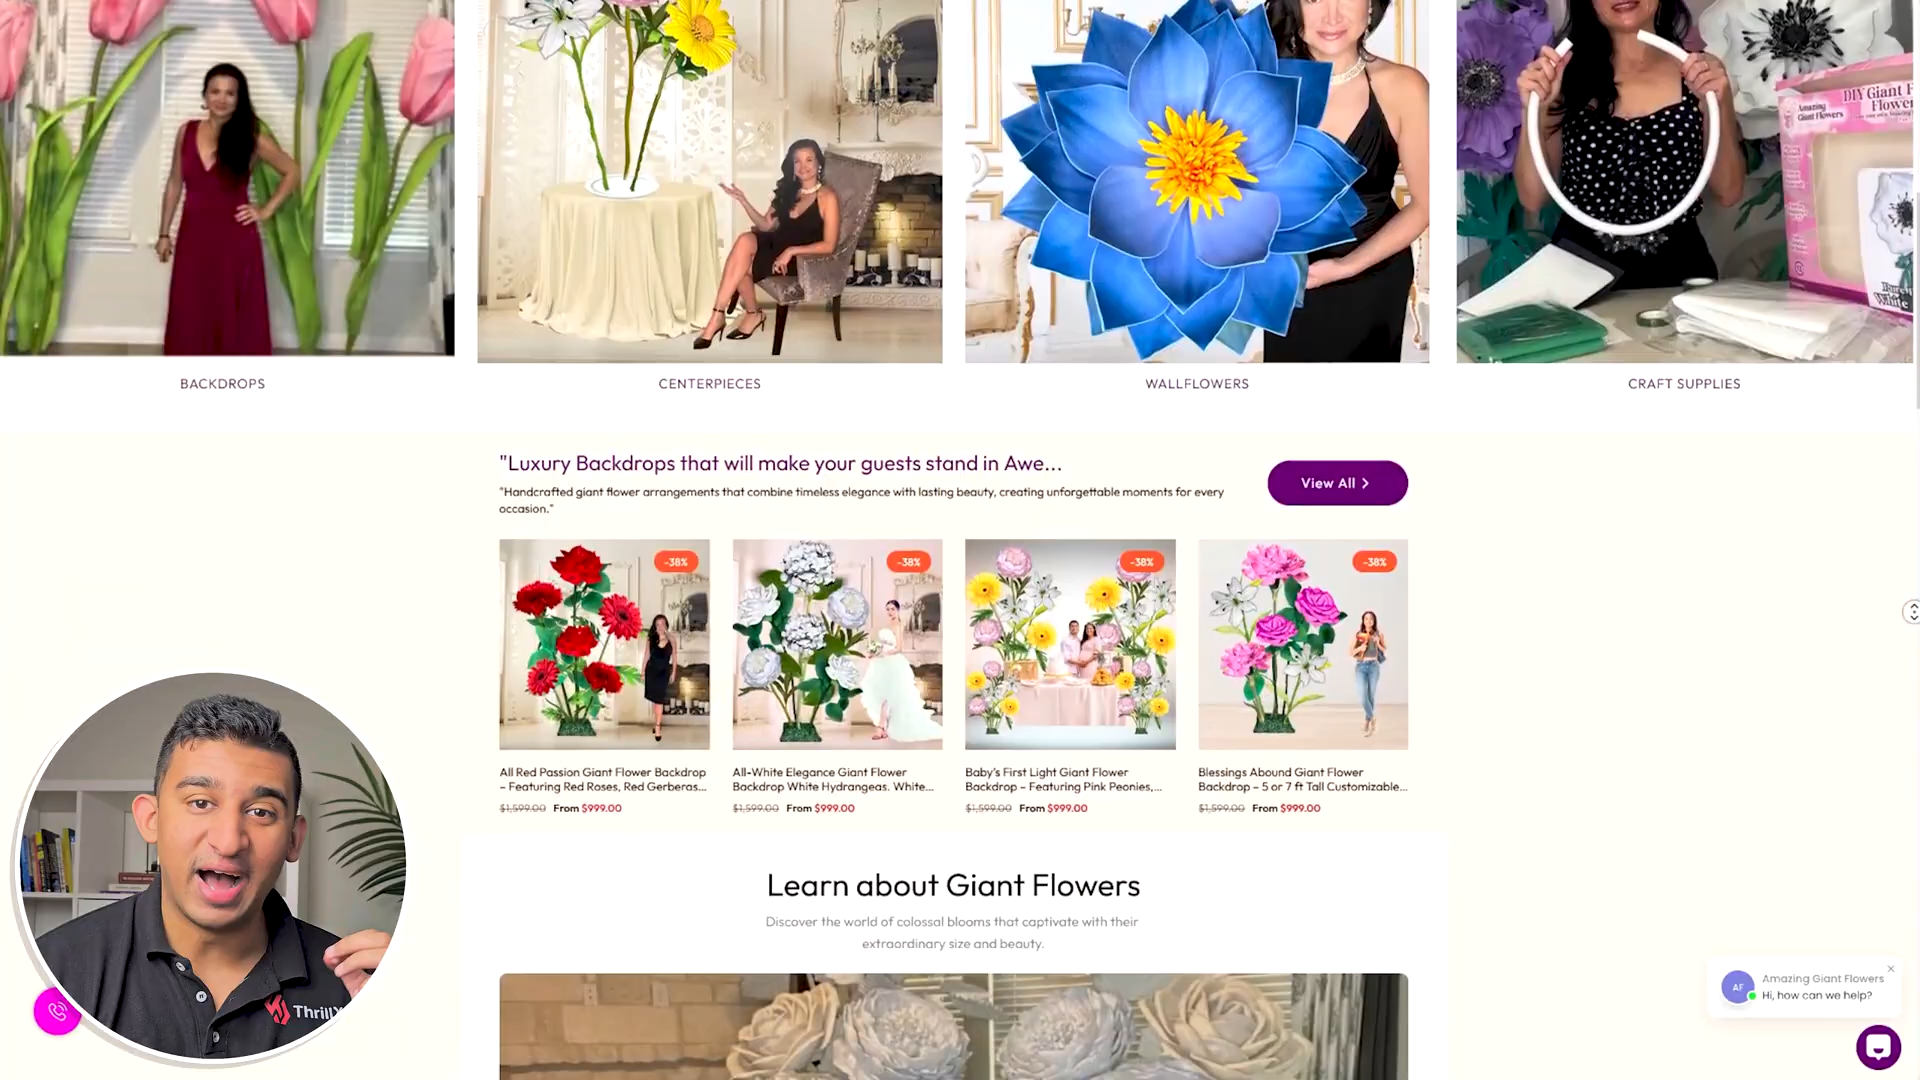 DIY Giant F
Flower
Amazing
Giant Flowers
White
BACKDROPS
CENTERPIECES
WALLFLOWERS
CRAFT SUPPLIES
"Luxury Backdrops that will make your guests stand in Awe...
View All >
"Handcrafted giant flower arrangements that combine timeless elegance with lasting beauty, creating unforgettable moments for every
occasion."
-38%
-38%
-38%
-38%
All Red Passion Giant Flower Backdrop
– Featuring Red Roses, Red Gerberas...
$1,599.00 From $999.00
All-White Elegance Giant Flower
Backdrop White Hydrangeas. White...
$1,599.00 From $999.00
Baby's First Light Giant Flower
Backdrop – Featuring Pink Peonies,...
$1,599.00 From $999.00
Blessings Abound Giant Flower
Backdrop – 5 or 7 ft Tall Customizable...
$1,599.00 From $999.00
Learn about Giant Flowers
Discover the world of colossal blooms that captivate with their
extraordinary size and beauty.
ThrillX
AF
Amazing Giant Flowers
Hi, how can we help?